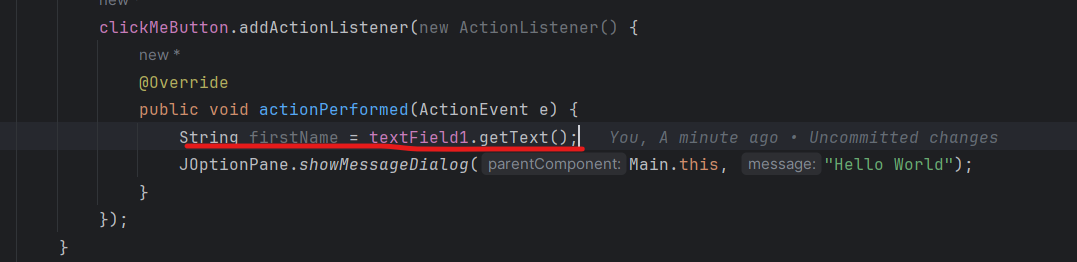 new *
clickMeButton.addActionListener(new ActionListener() {
new *
@Override
public void actionPerformed(ActionEvent e) {
String firstName = textField1.getText(); You, A minute ago • Uncommitted changes
JOptionPane.showMessageDialog( parentComponent: Main.this, message: "Hello World");
}
});
}